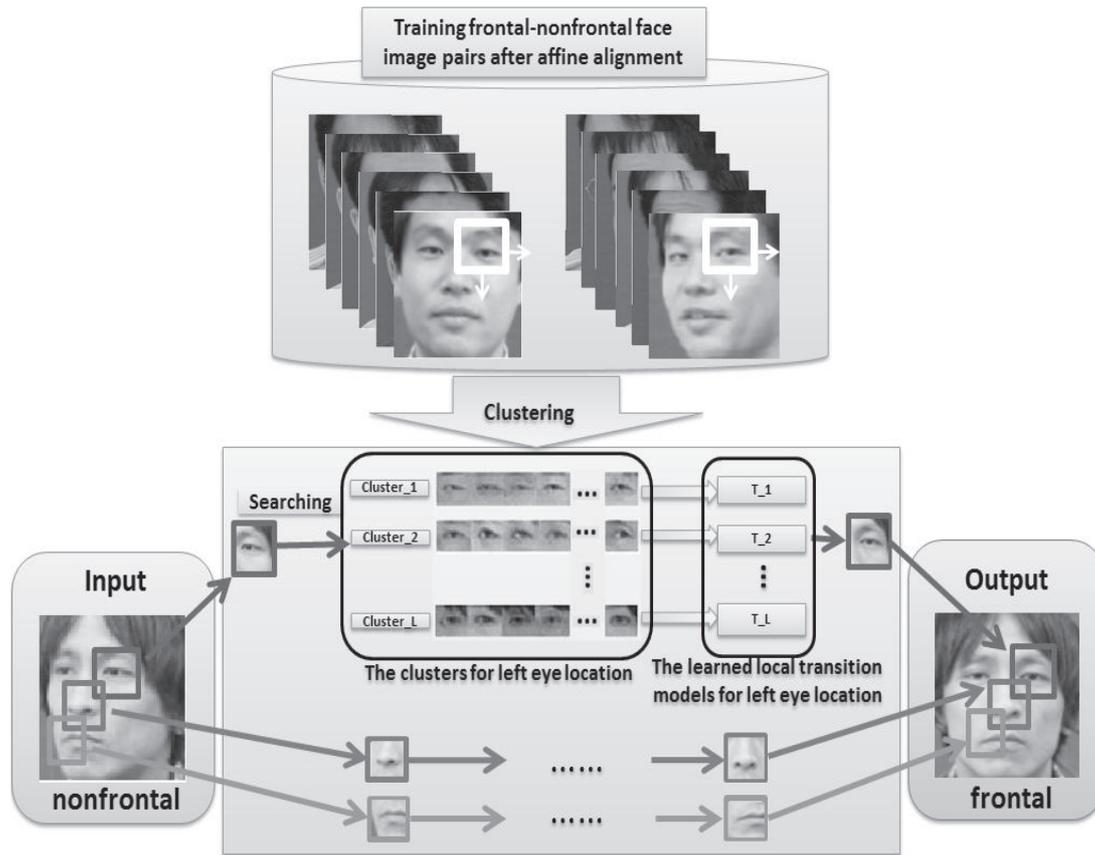 Training frontal-nonfrontal face
image pairs after affine alignment
Clustering
Searching
Cluster_1
...
T_1
Cluster_2
...
T_2
Input
Output
Cluster_L
...
T_L
The clusters for left eye location
The learned local transition
models for left eye location
......
nonfrontal
frontal
......